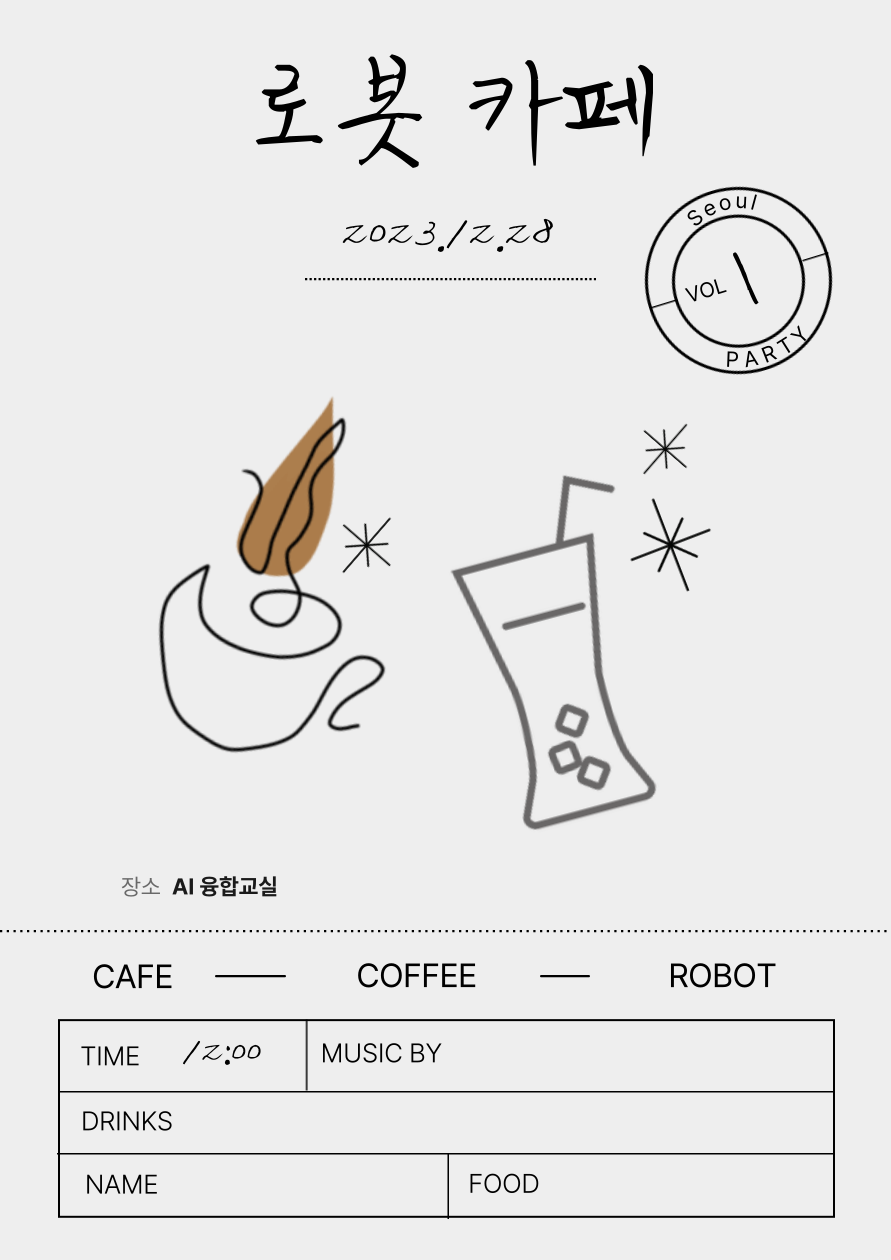 로봇 카페
2023.12.28
Seoul
VOL 1
PARTY
장소 AI 융합교실
CAFE COFFEE ROBOT
TIME 12:00 MUSIC BY
DRINKS
NAME FOOD